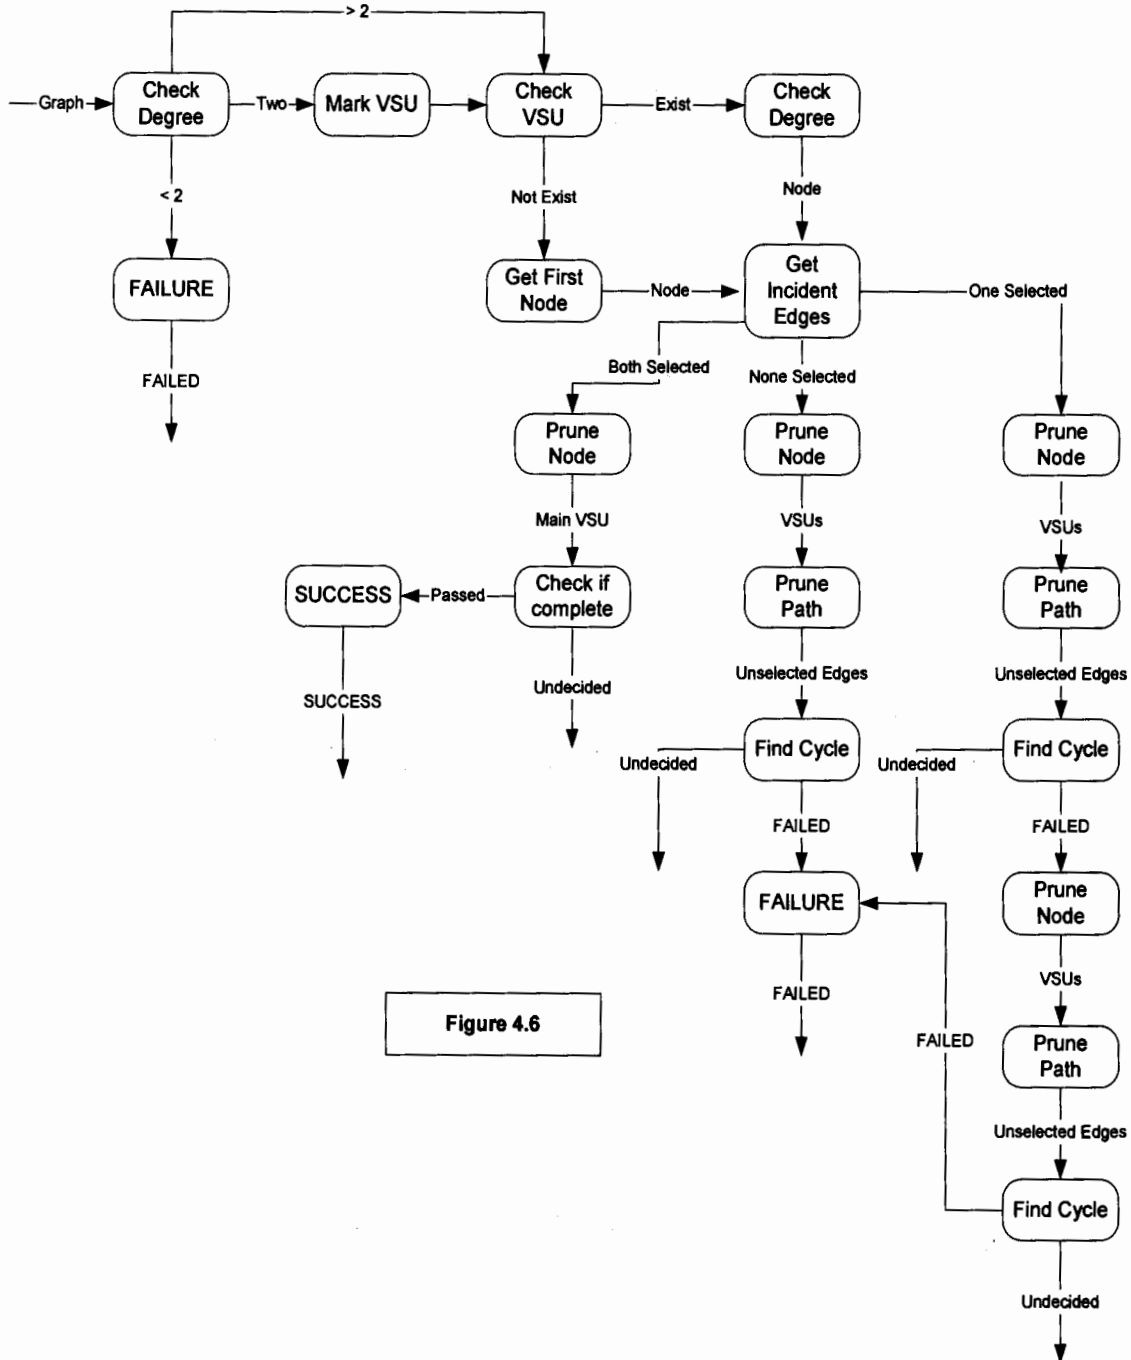 > 2
Graph
Check
Degree
Two
Mark VSU
Check
VSU
Exist
Check
Degree
< 2
Not Exist
Node
FAILURE
Get First
Node
Node
Get
Incident
Edges
One Selected
FAILED
Both Selected
None Selected
Prune
Node
Prune
Node
Prune
Node
Main VSU
VSUs
VSUs
SUCCESS
Passed
Check if
complete
Prune
Path
Prune
Path
SUCCESS
Undecided
Unselected Edges
Unselected Edges
Undecided
Find Cycle
Undecided
Find Cycle
FAILED
FAILED
FAILURE
Prune
Node
FAILED
VSUs
Figure 4.6
FAILED
Prune
Path
Unselected Edges
Find Cycle
Undecided